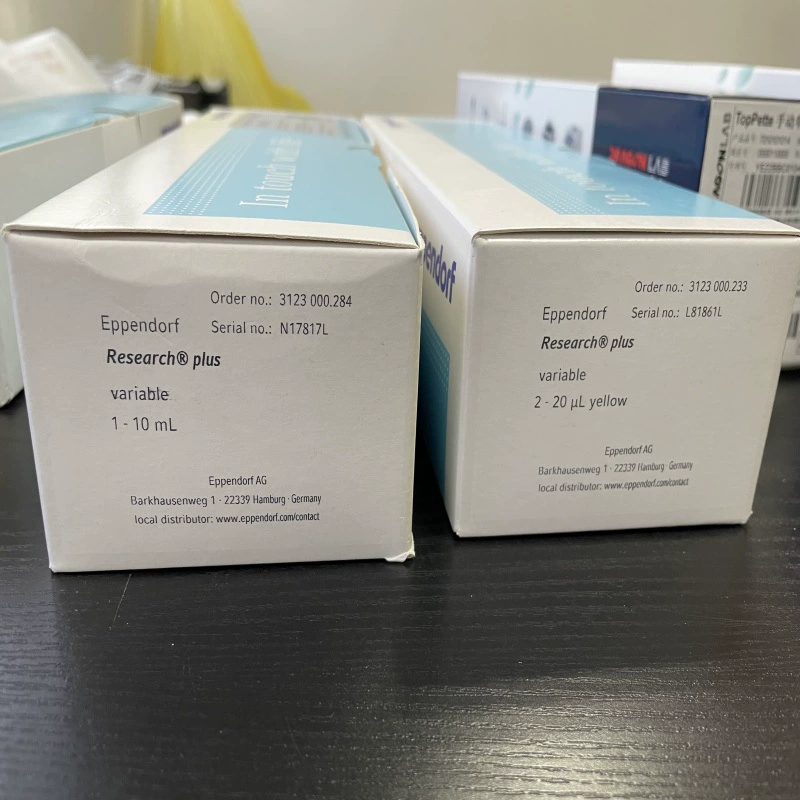 In touch
Order no.: 3123 000.284
Eppendorf Serial no.: N17817L
Research® plus
variable
1 - 10 mL
Eppendorf AG
Barkhausenweg 1 · 22339 Hamburg · Germany
local distributor: www.eppendorf.com/contact
Order no.: 3123 000.233
Eppendorf Serial no.: L81861L
Research® plus
variable
2 - 20 µL yellow
Eppendorf AG
Barkhausenweg 1 · 22339 Hamburg · Germany
local distributor: www.eppendorf.com/contact
TopPette 手动